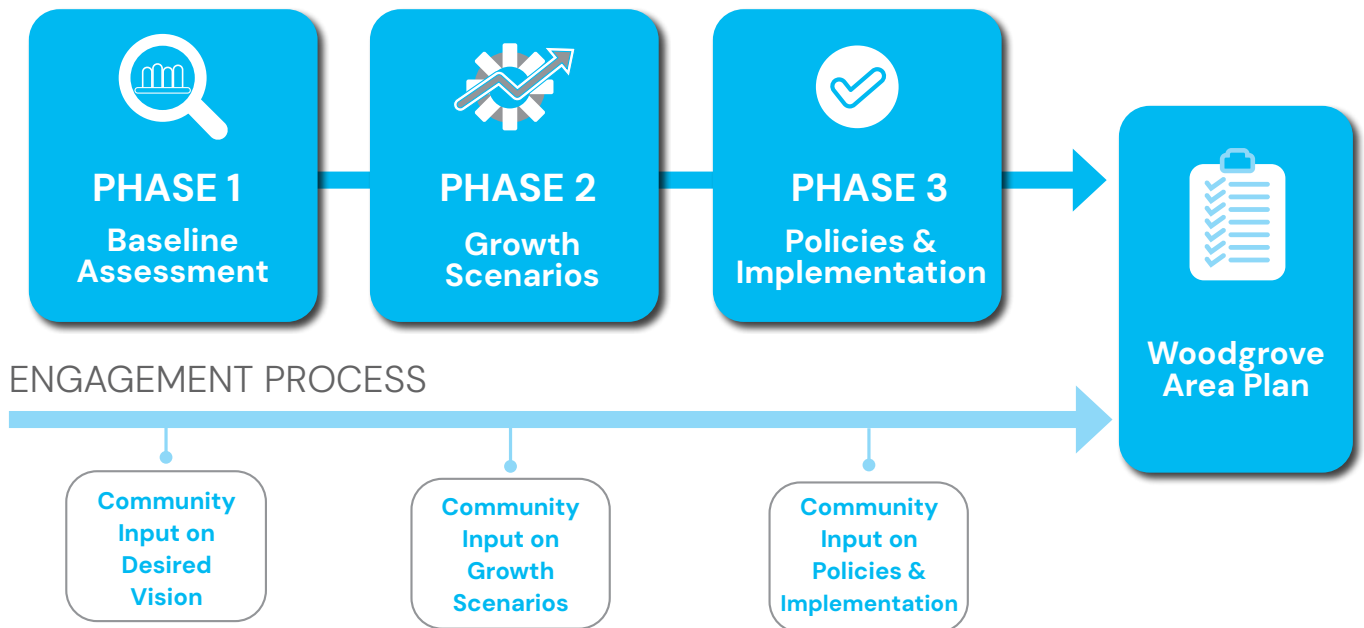 PHASE 1
Baseline
Assessment
PHASE 2
Growth
Scenarios
PHASE 3
Policies &
Implementation
Woodgrove
Area Plan
ENGAGEMENT PROCESS
Community
Input on
Desired
Vision
Community
Input on
Growth
Scenarios
Community
Input on
Policies &
Implementation